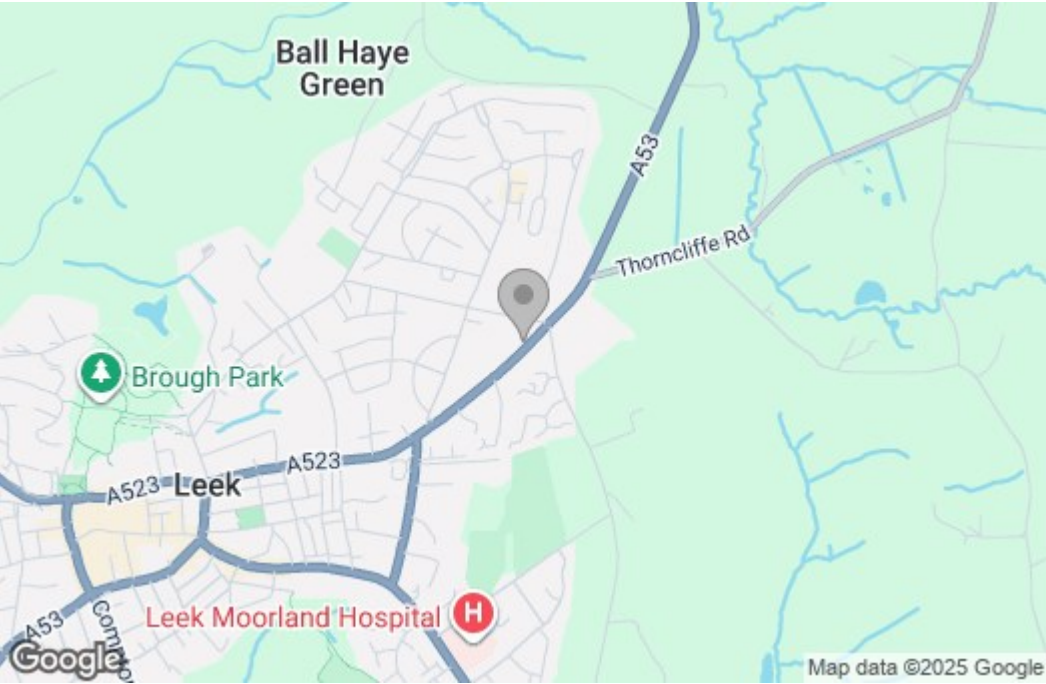 Ball Haye
Green
A53
Thorncliffe Rd
Brough Park
A523
Leek
A523
Leek Moorland Hospital
H
A53
Compton
Google
Map data ©2025 Google